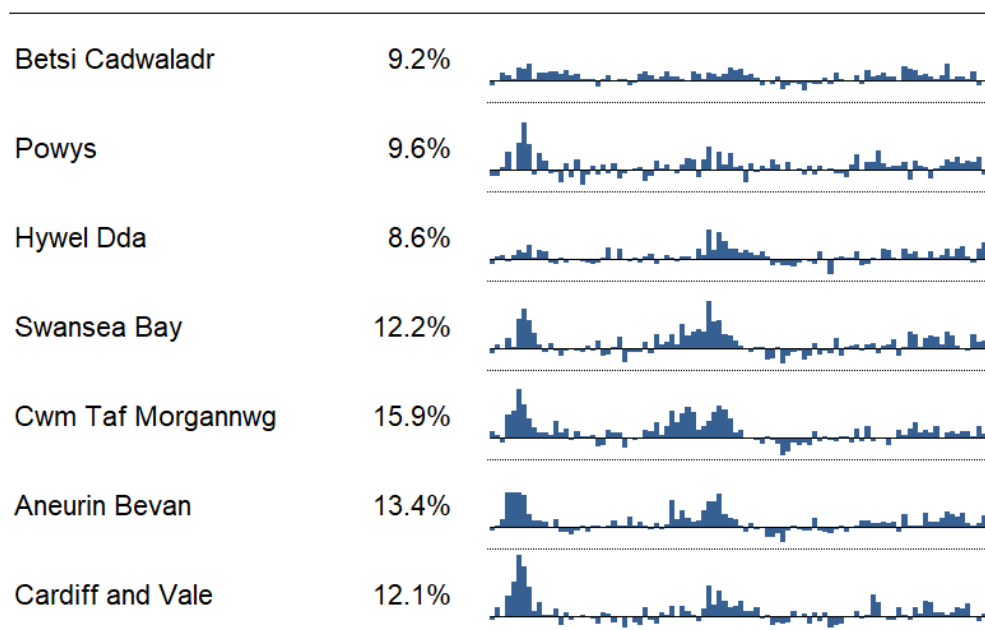 Betsi Cadwaladr 9.2%
Powys 9.6%
Hywel Dda 8.6%
Swansea Bay 12.2%
Cwm Taf Morgannwg 15.9%
Aneurin Bevan 13.4%
Cardiff and Vale 12.1%